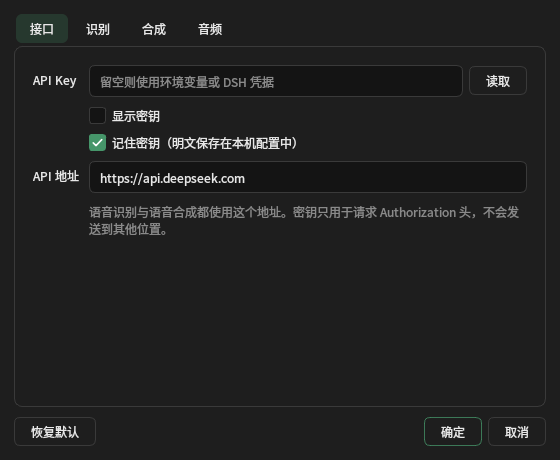 接口 识别 合成 音频
API Key 留空则使用环境变量或 DSH 凭据 读取
显示密钥
记住密钥（明文保存在本机配置中）
API 地址 https://api.deepseek.com
语音识别与语音合成都使用这个地址。密钥只用于请求 Authorization 头，不会发
送到其他位置。
恢复默认 确定 取消